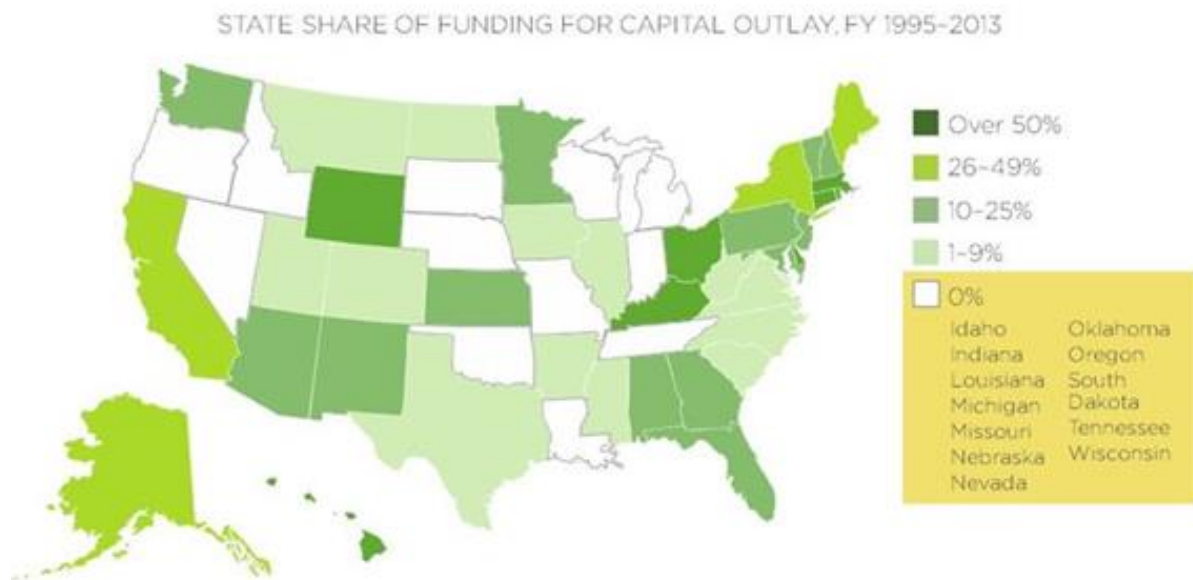 STATE SHARE OF FUNDING FOR CAPITAL OUTLAY, FY 1995-2013
Over 50%
26-49%
10-25%
1-9%
0%
Idaho
Indiana
Louisiana
Michigan
Missouri
Nebraska
Nevada
Oklahoma
Oregon
South
Dakota
Tennessee
Wisconsin